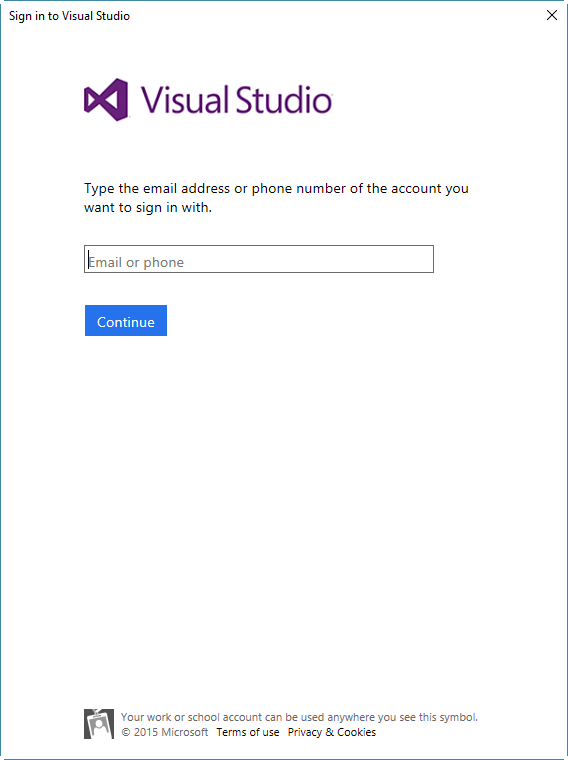 Sign in to Visual Studio
Visual Studio
Type the email address or phone number of the account you
want to sign in with.
Email or phone
Continue
Your work or school account can be used anywhere you see this symbol.
© 2015 Microsoft Terms of use Privacy & Cookies